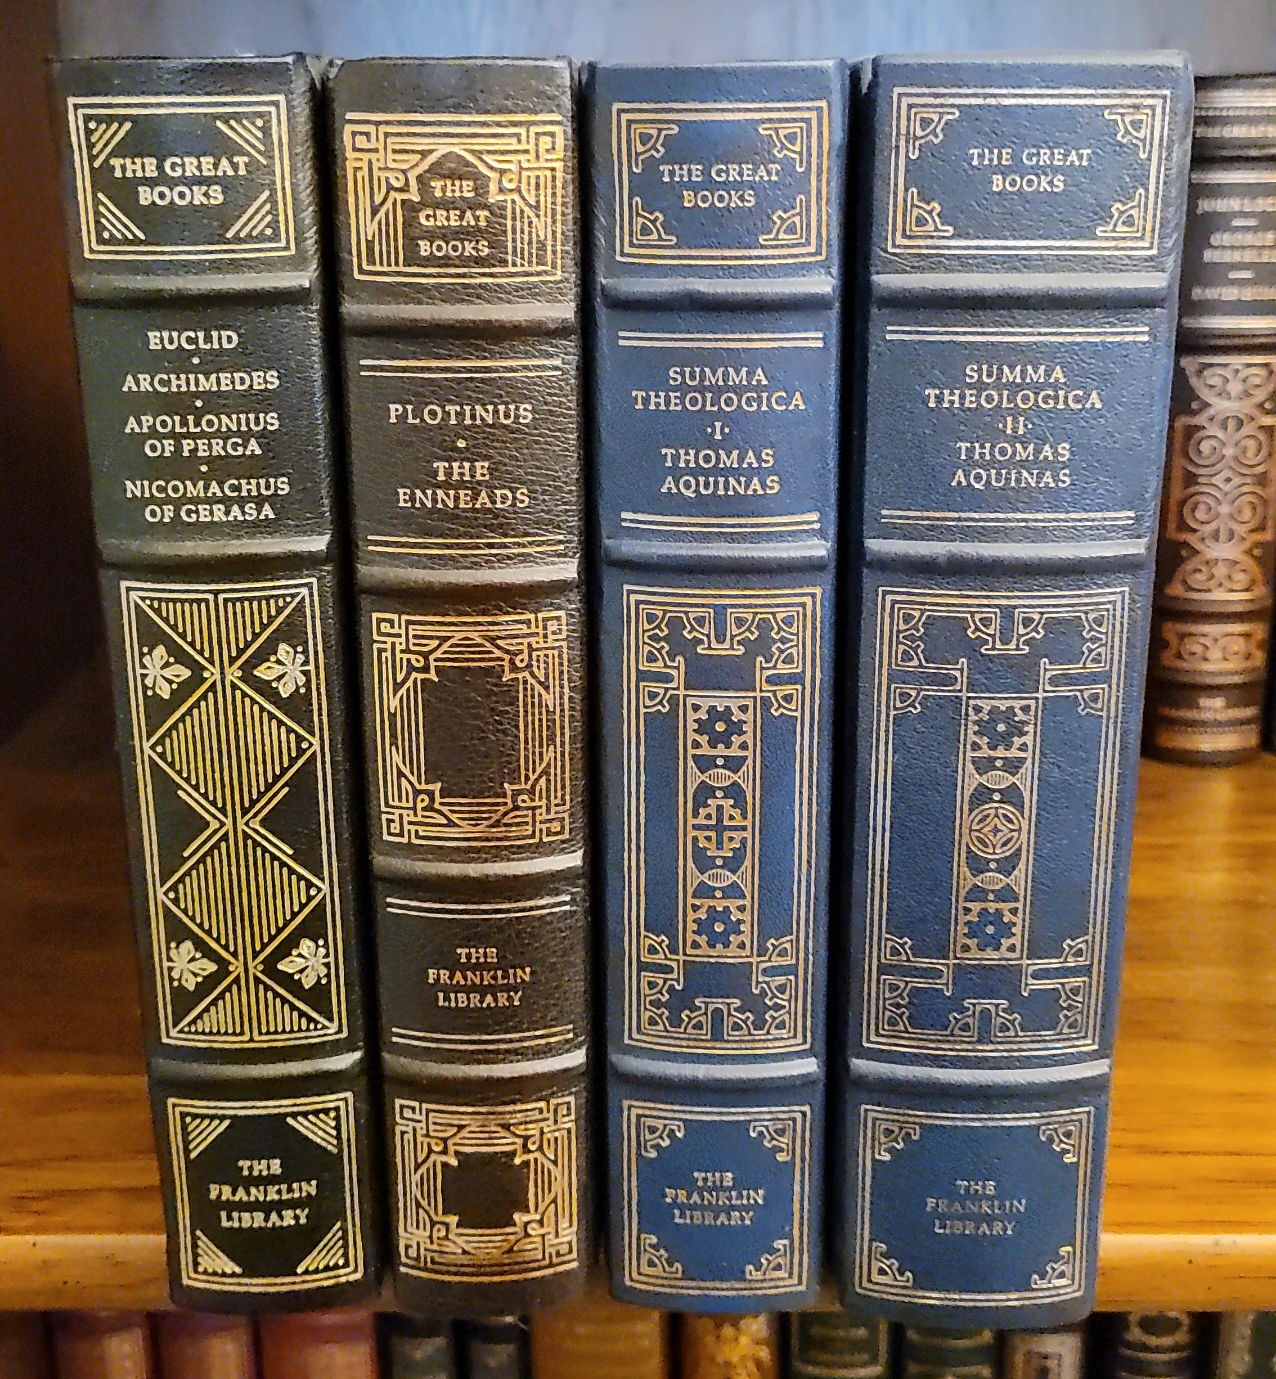 THE GREAT
BOOKS
EUCLID
•
ARCHIMEDES
•
APOLLONIUS
OF PERGA
•
NICOMACHUS
OF GERASA
THE
FRANKLIN
LIBRARY
THE
GREAT
BOOKS
PLOTINUS
•
THE
ENNEADS
THE
FRANKLIN
LIBRARY
THE GREAT
BOOKS
SUMMA
THEOLOGICA
·I·
THOMAS
AQUINAS
THE
FRANKLIN
LIBRARY
THE GREAT
BOOKS
SUMMA
THEOLOGICA
·II·
THOMAS
AQUINAS
THE
FRANKLIN
LIBRARY